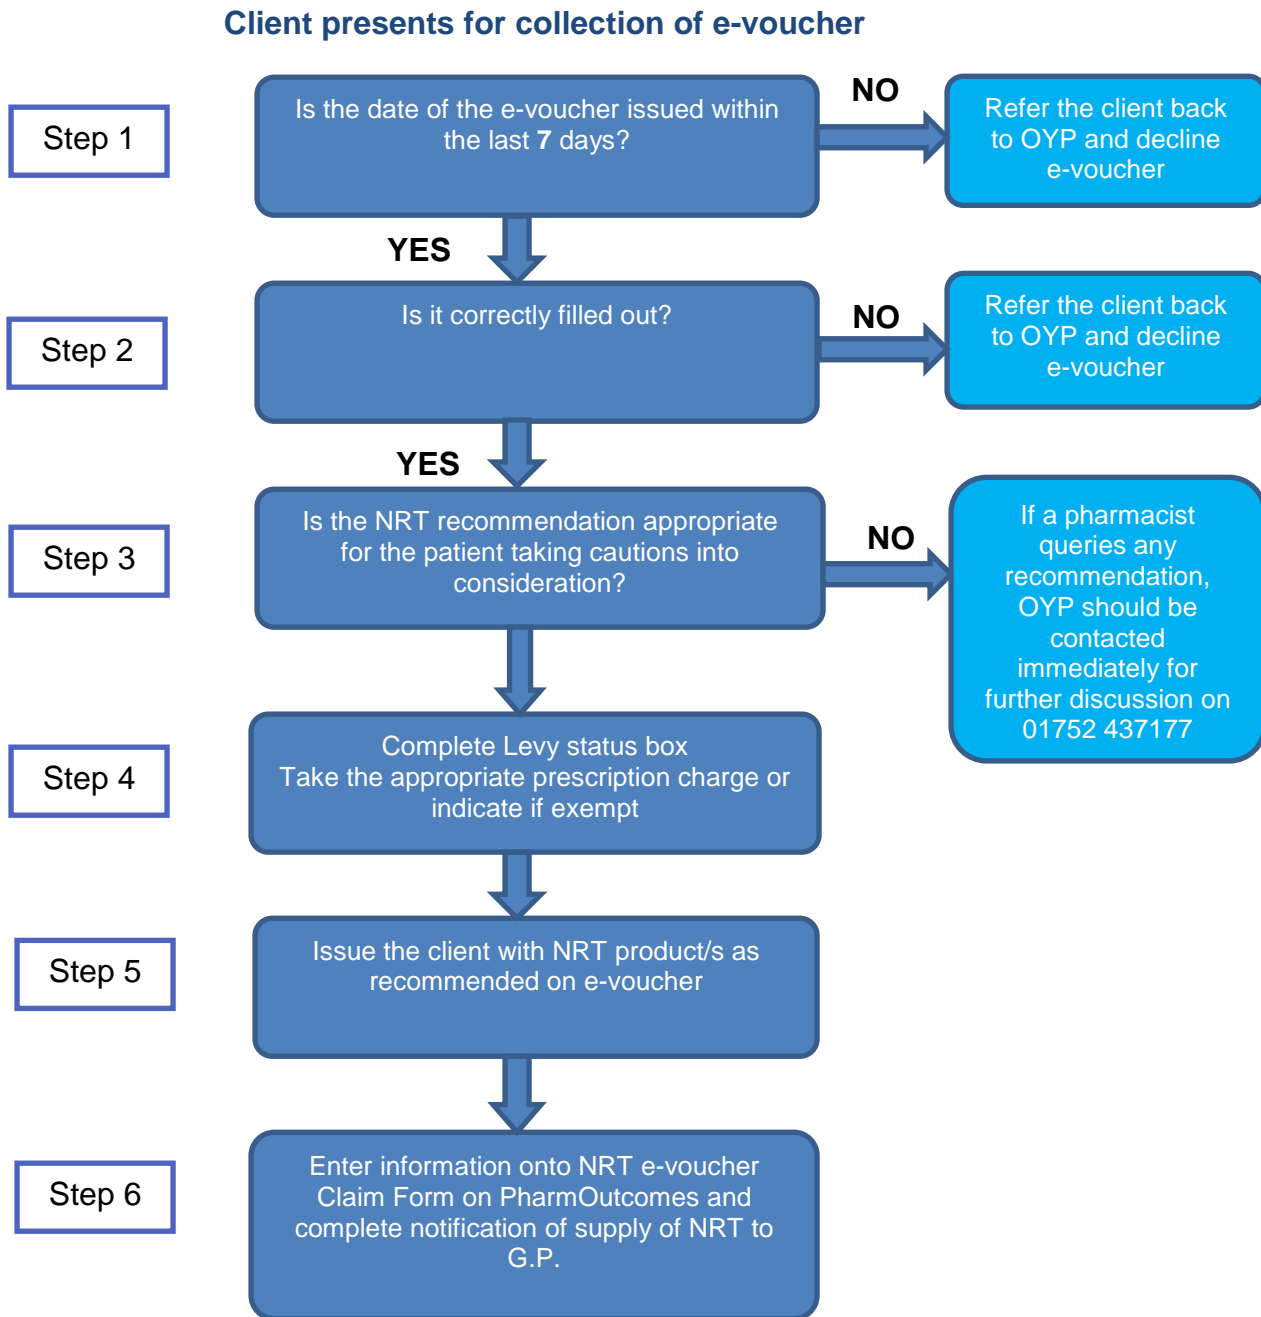 Client presents for collection of e-voucher
Step 1
Is the date of the e-voucher issued within
the last 7 days?
NO
Refer the client back
to OYP and decline
e-voucher
YES
Step 2
Is it correctly filled out?
NO
Refer the client back
to OYP and decline
e-voucher
YES
Step 3
Is the NRT recommendation appropriate
for the patient taking cautions into
consideration?
NO
If a pharmacist
queries any
recommendation,
OYP should be
contacted
immediately for
further discussion on
01752 437177
Step 4
Complete Levy status box
Take the appropriate prescription charge or
indicate if exempt
Step 5
Issue the client with NRT product/s as
recommended on e-voucher
Step 6
Enter information onto NRT e-voucher
Claim Form on PharmOutcomes and
complete notification of supply of NRT to
G.P.